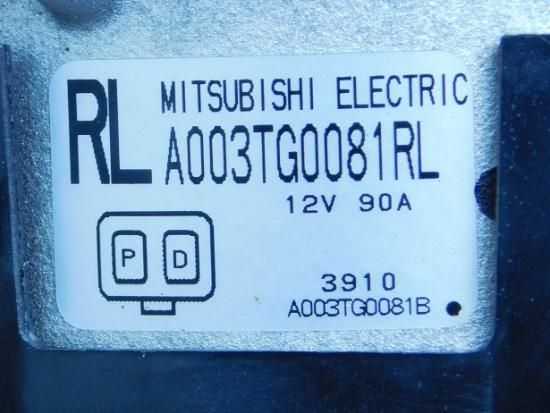 RL
MITSUBISHI ELECTRIC
A003TG0081RL
12V 90A
P D
3910
A003TG0081B